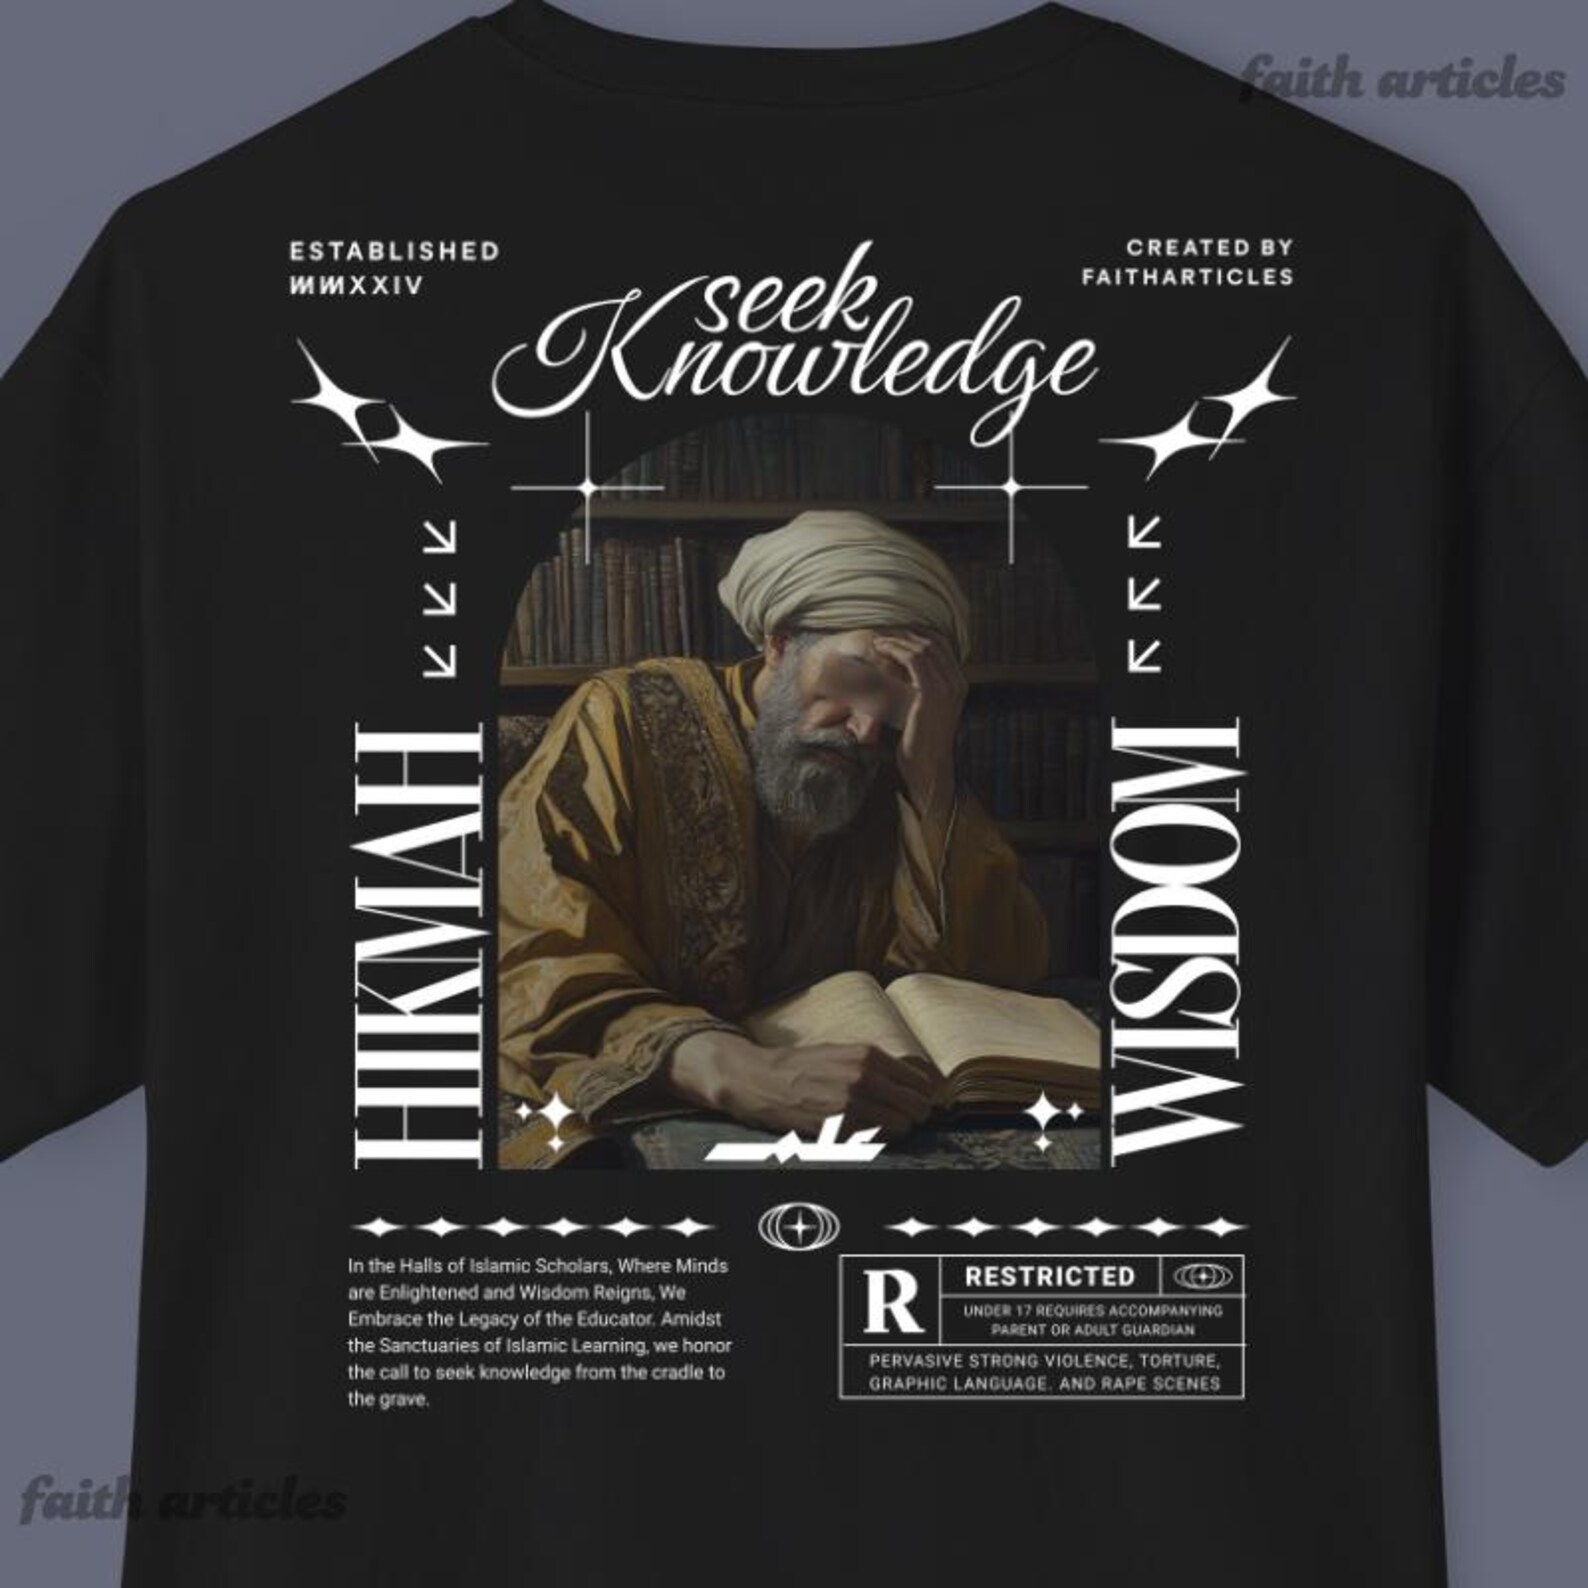 faith articles
ESTABLISHED
MMXXIV
CREATED BY
FAITHARTICLES
seek
Knowledge
HIKMAH
WISDOM
In the Halls of Islamic Scholars, Where Minds
are Enlightened and Wisdom Reigns, We
Embrace the Legacy of the Educator. Amidst
the Sanctuaries of Islamic Learning, we honor
the call to seek knowledge from the cradle to
the grave.
R
RESTRICTED
UNDER 17 REQUIRES ACCOMPANYING
PARENT OR ADULT GUARDIAN
PERVASIVE STRONG VIOLENCE, TORTURE,
GRAPHIC LANGUAGE. AND RAPE SCENES
faith articles